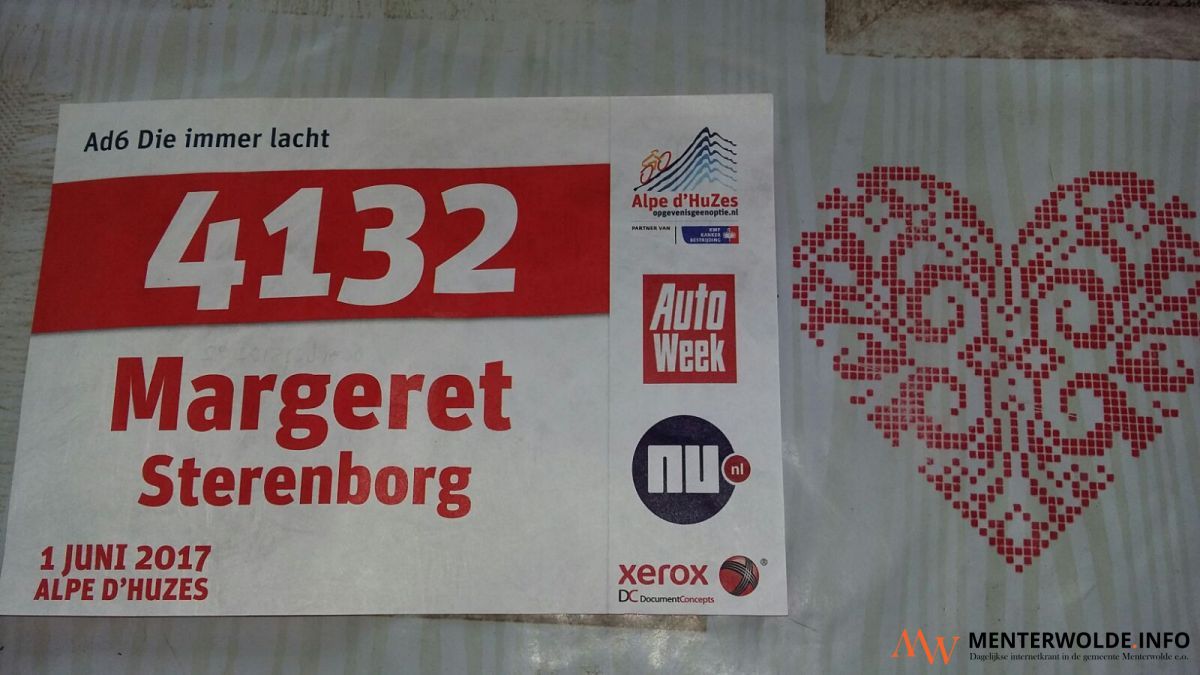 Ad6 Die immer lacht
4132
Margeret
Sterenborg
1 JUNI 2017
ALPE D'HUZES
Alpe d'HuZes
opgevenisgeenoptie.nl
PARTNER VAN
KWF
KANKER
BESTRIJDING
Auto
Week
nu
nl
xerox ®
DC DocumentConcepts
MW MENTERWOLDE.INFO
Dagelijkse internetkrant in de gemeente Menterwolde e.o.